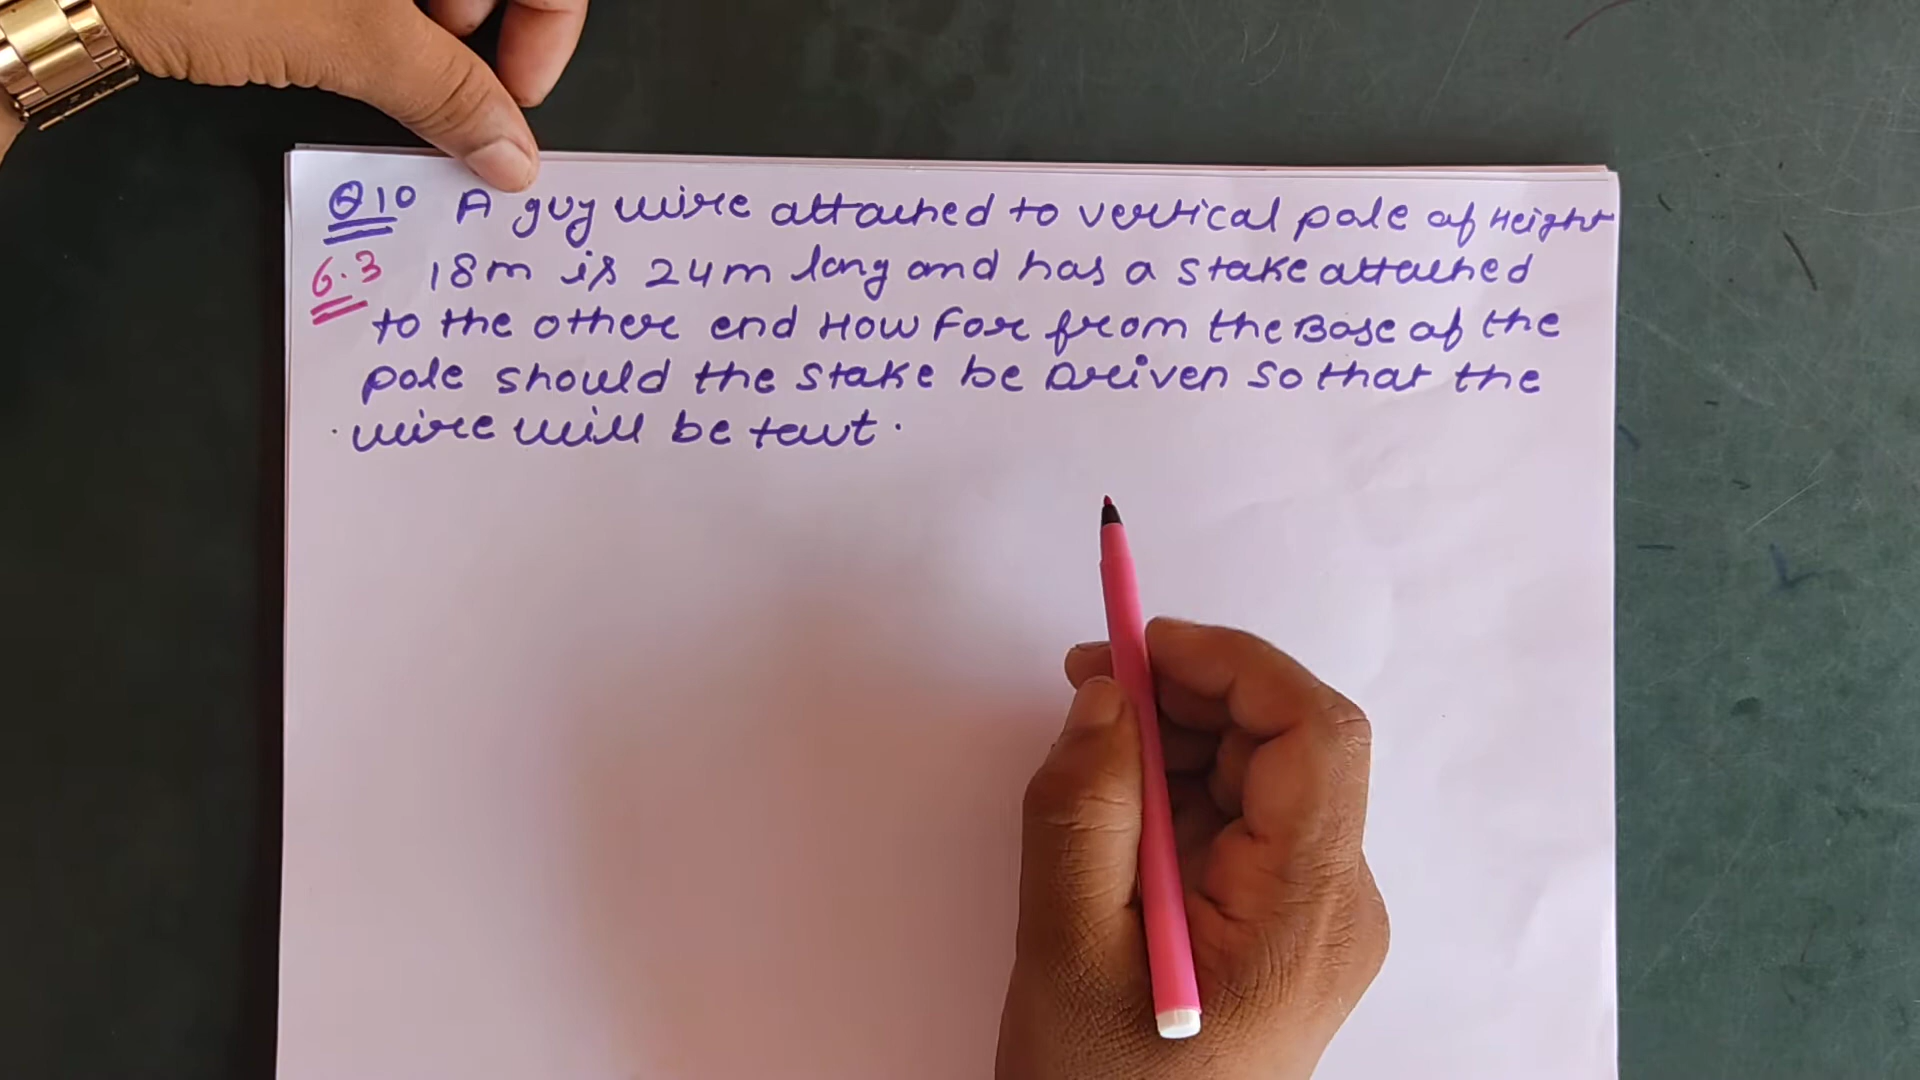 Q10 A guy wire attached to vertical pole of Height
6.3 18m is 24m long and has a stake attached
to the other end How For from the Base of the
pole should the stake be Driven so that the
wire will be taut.